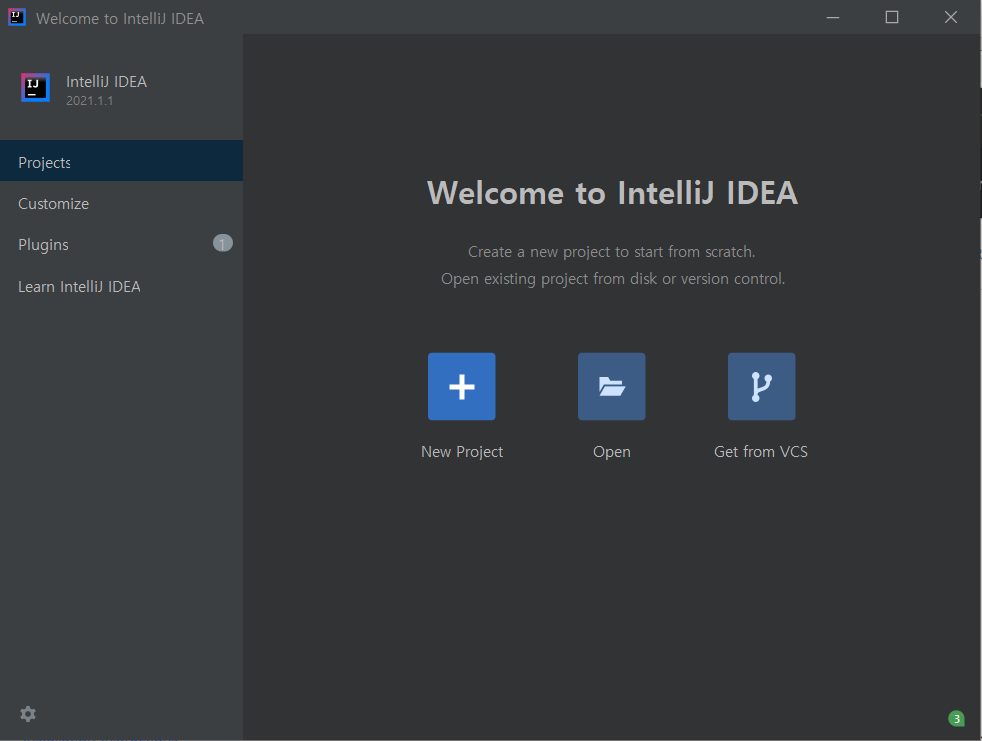 Welcome to IntelliJ IDEA
IntelliJ IDEA
2021.1.1
Projects
Customize
Plugins 1
Learn IntelliJ IDEA
Welcome to IntelliJ IDEA
Create a new project to start from scratch.
Open existing project from disk or version control.
New Project Open Get from VCS
3